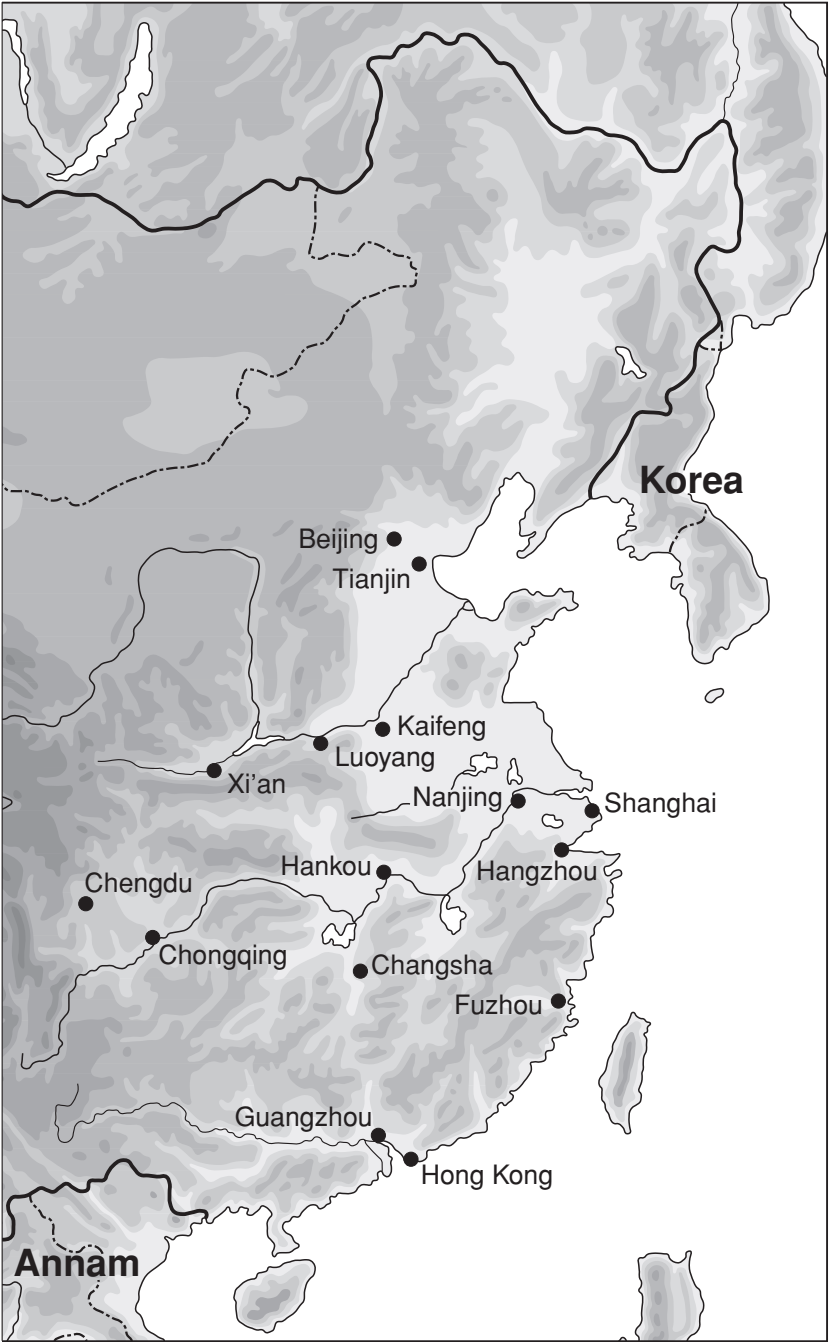 Korea
Beijing
Tianjin
Kaifeng
Luoyang
Xi'an
Nanjing
Shanghai
Hankou
Hangzhou
Chengdu
Chongqing
Changsha
Fuzhou
Guangzhou
Hong Kong
Annam